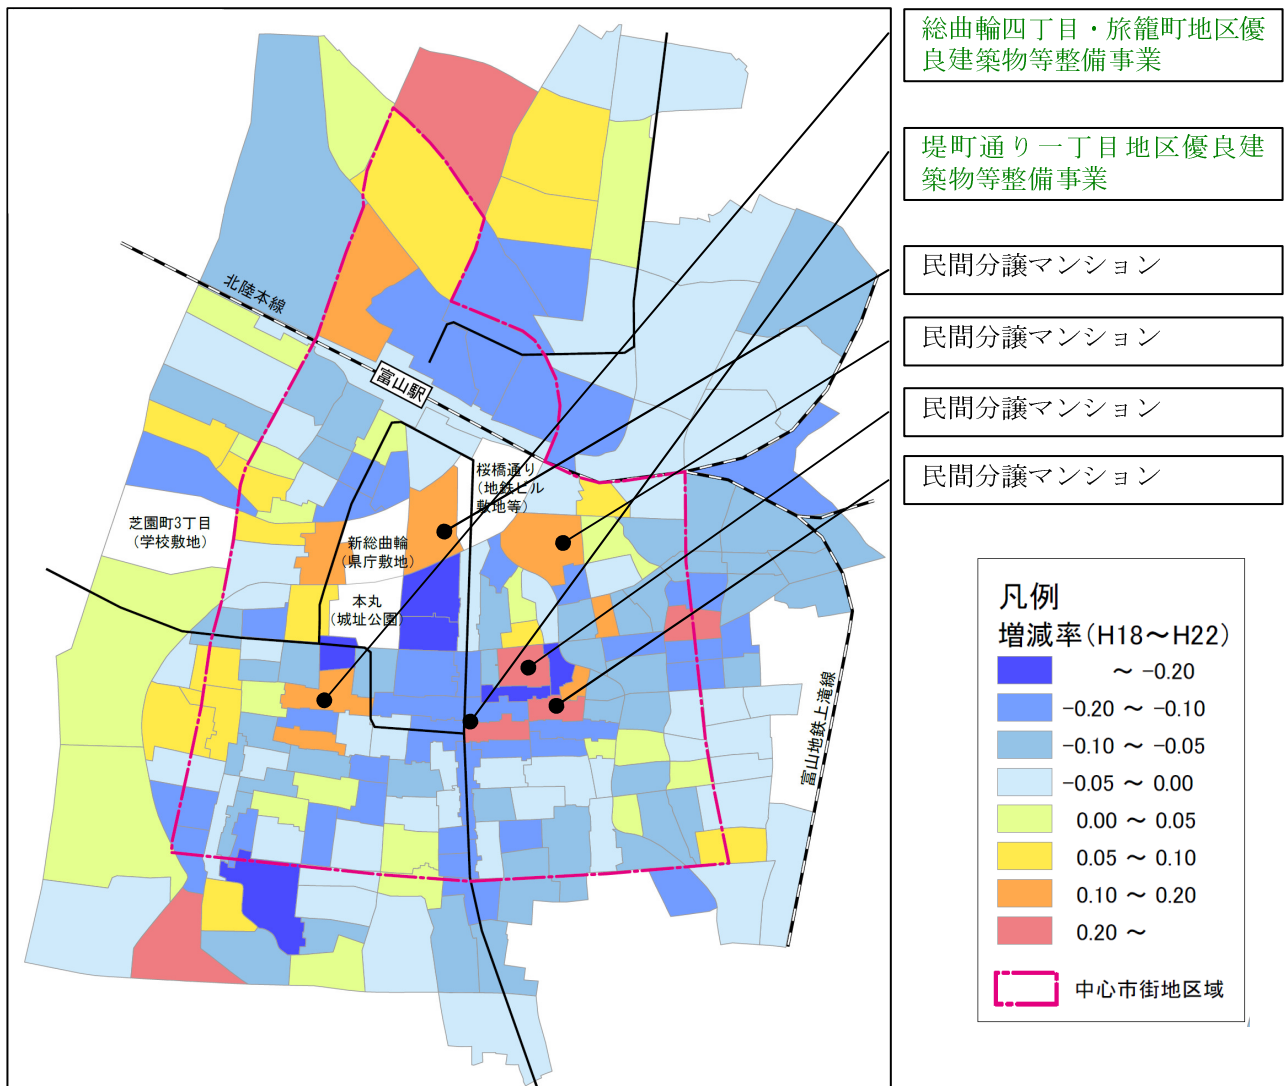 総曲輪四丁目・旅籠町地区優
良建築物等整備事業
堤町通り一丁目地区優良建
築物等整備事業
民間分譲マンション
民間分譲マンション
民間分譲マンション
民間分譲マンション
北陸本線
富山駅
桜橋通り
(地鉄ビル
敷地等)
芝園町3丁目
(学校敷地)
新総曲輪
(県庁敷地)
本丸
(城址公園)
富山地鉄上滝線
凡例
増減率(H18～H22)
～ -0.20
-0.20 ～ -0.10
-0.10 ～ -0.05
-0.05 ～ 0.00
0.00 ～ 0.05
0.05 ～ 0.10
0.10 ～ 0.20
0.20 ～
中心市街地区域